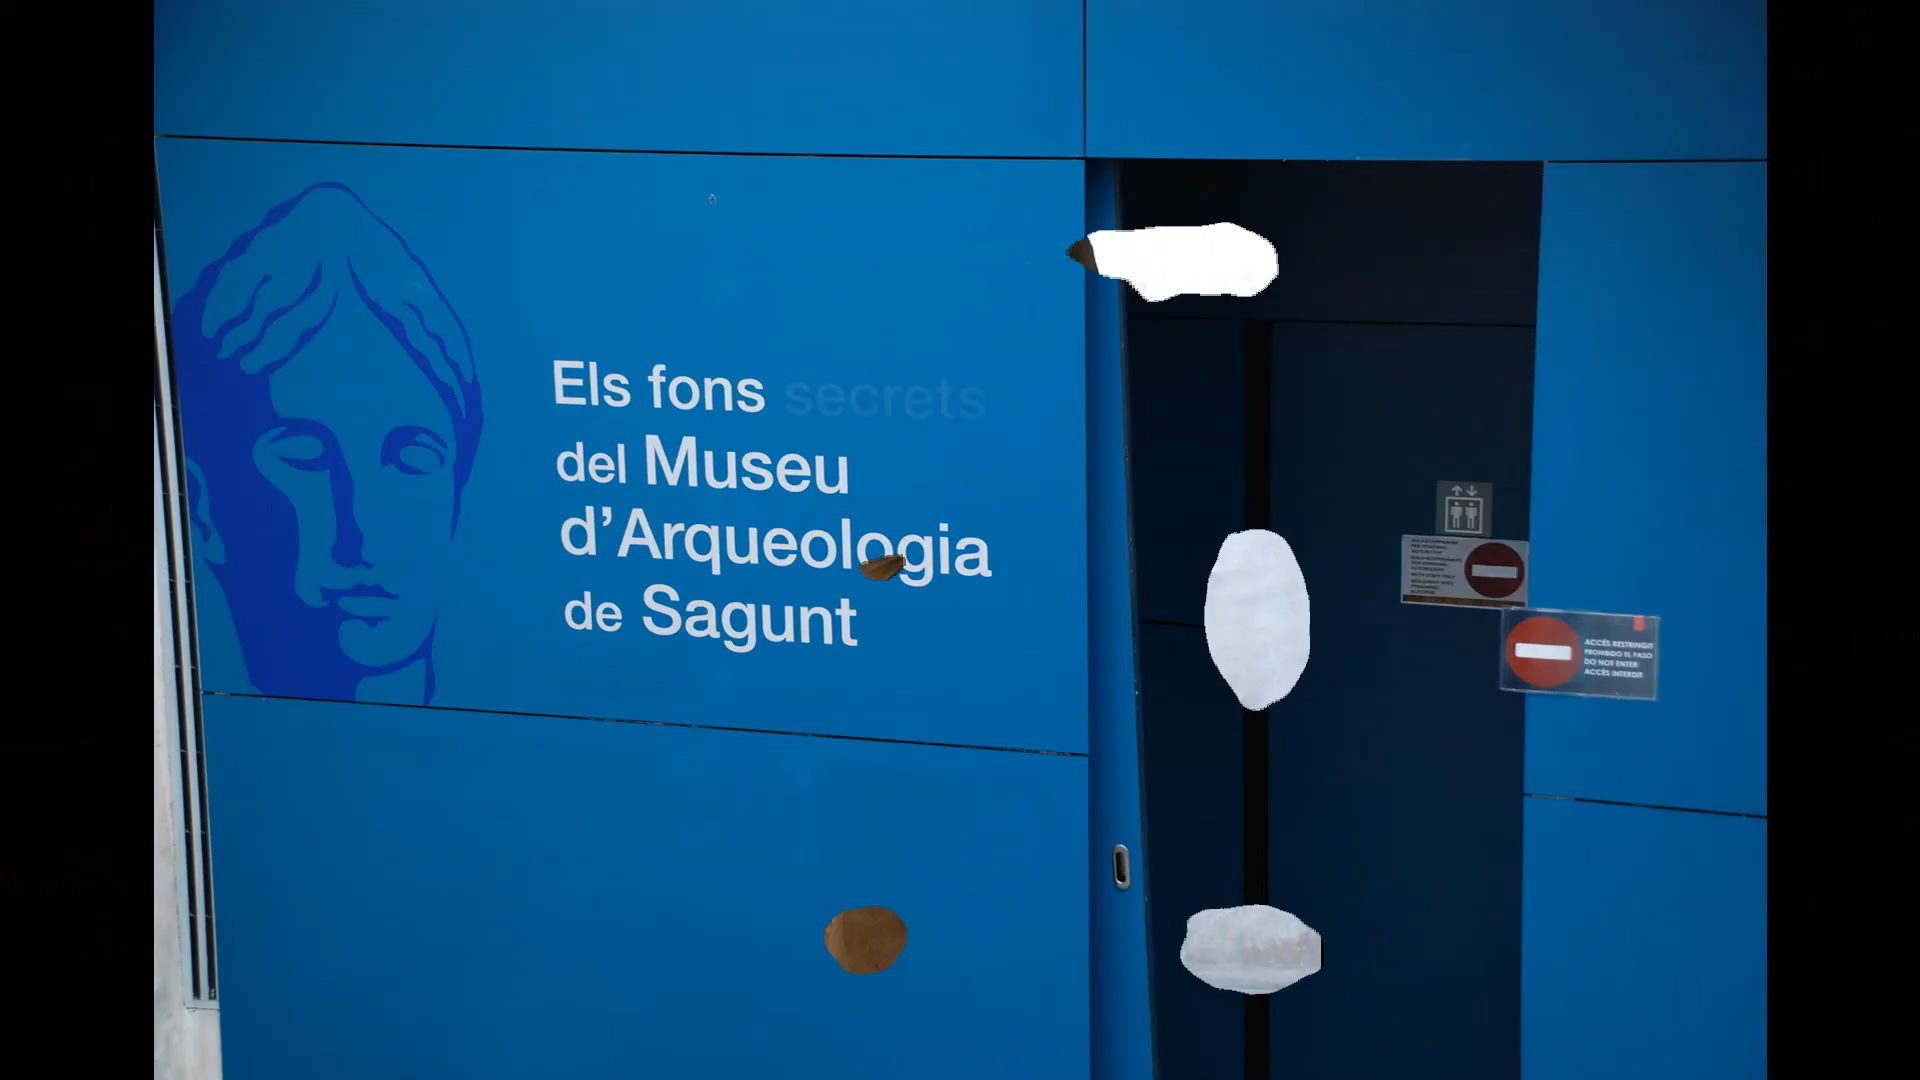 Els fons secrets
del Museu
d'Arqueologia
de Sagunt
ACCÉS RESTRINGIT
PROHIBIDO EL PASO
DO NOT ENTER
ACCÈS INTERDIT